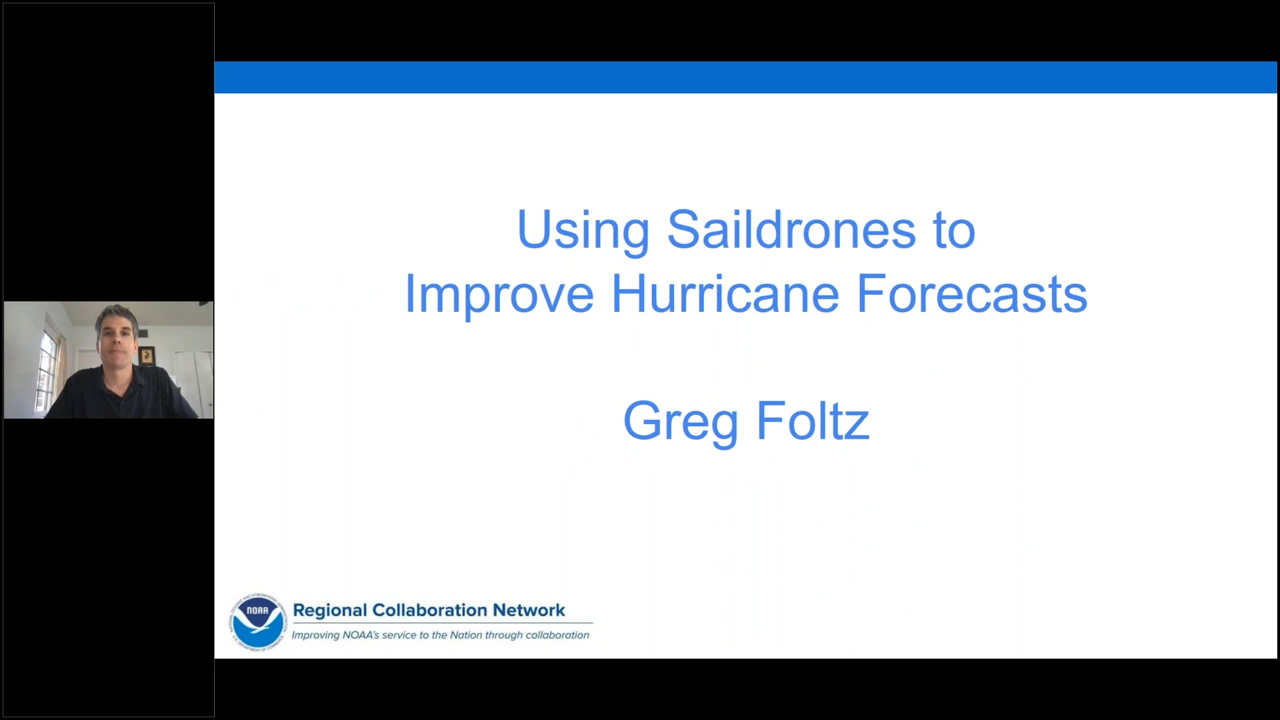 Using Saildrones to
Improve Hurricane Forecasts
Greg Foltz
NOAA
Regional Collaboration Network
Improving NOAA's service to the Nation through collaboration